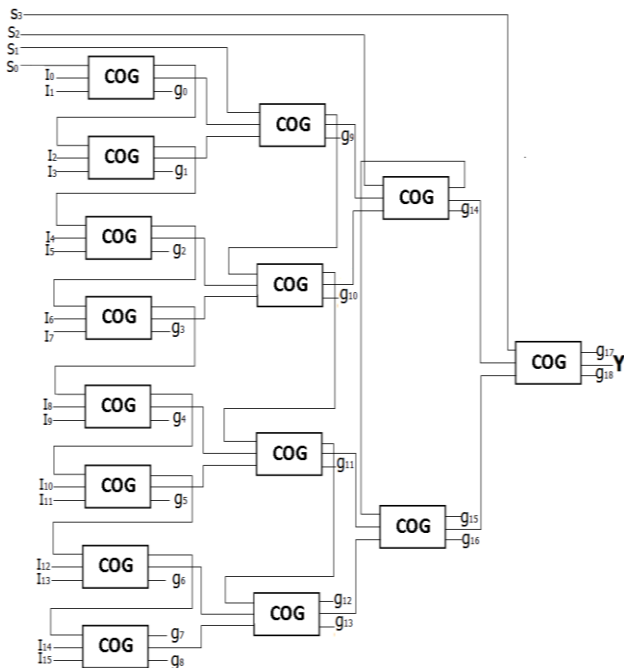 S3
S2
S1
S0
I0
I1
COG
g0
COG
g9
I2
I3
COG
g1
COG
g14
I4
I5
COG
g2
COG
g10
I6
I7
COG
g3
COG
g17
Y
g18
I8
I9
COG
g4
COG
g11
I10
I11
COG
g5
COG
g15
g16
I12
I13
COG
g6
COG
g12
g13
I14
I15
COG
g7
g8